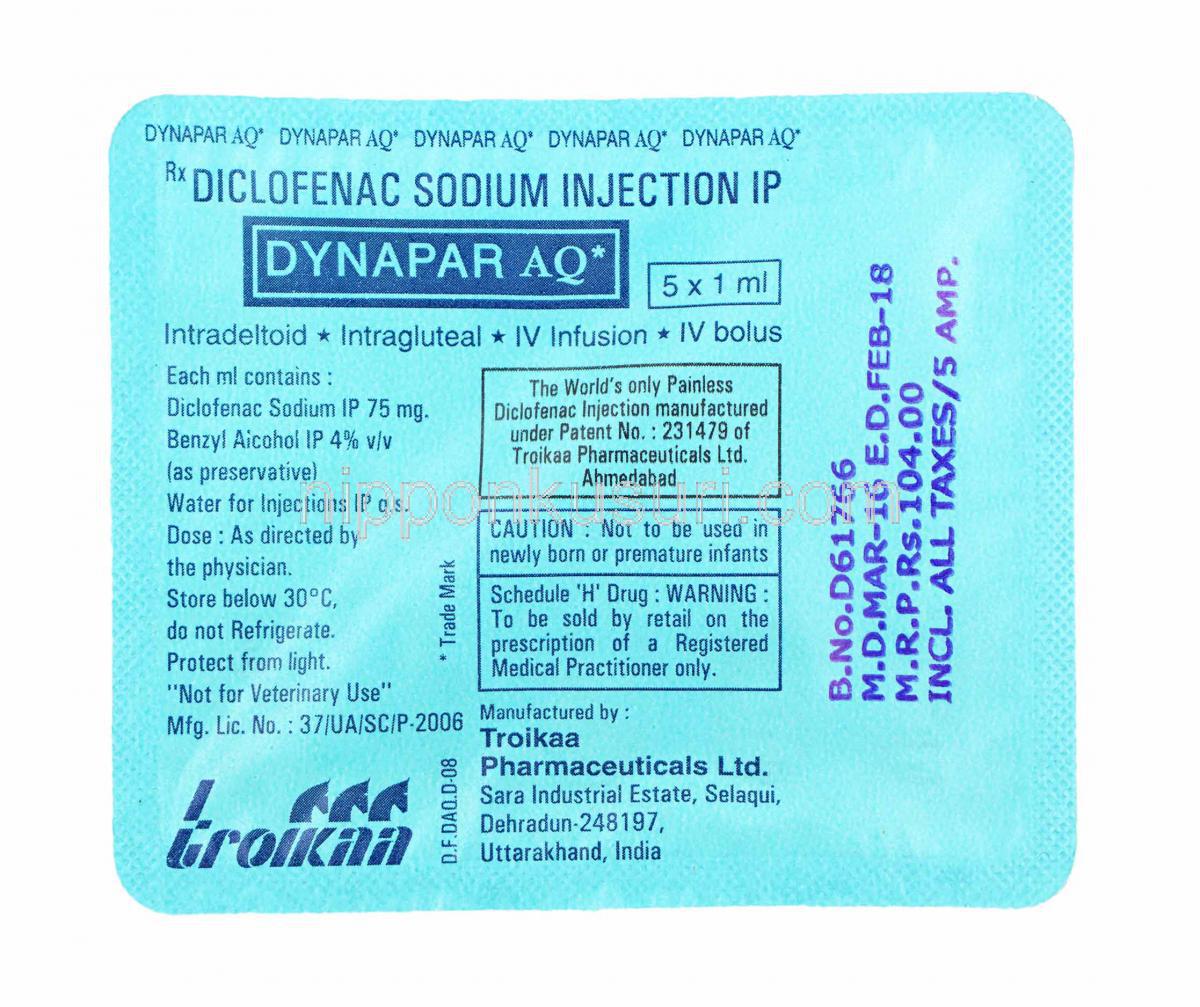 DYNAPAR AQ* DYNAPAR AQ* DYNAPAR AQ* DYNAPAR AQ* DYNAPAR AQ*
Rx DICLOFENAC SODIUM INJECTION IP
DYNAPAR AQ*
5 x 1 ml
Intradeltoid ★ Intragluteal ★ IV Infusion ★ IV bolus
Each ml contains :
Diclofenac Sodium IP 75 mg.
Benzyl Alcohol IP 4% v/v
(as preservative)
Water for Injections IP q.s.
Dose : As directed by
the physician.
Store below 30°C,
do not Refrigerate.
Protect from light.
"Not for Veterinary Use"
Mfg. Lic. No. : 37/UA/SC/P-2006
troikaa
* Trade Mark
D.F.DAQ.D-08
The World's only Painless
Diclofenac Injection manufactured
under Patent No. : 231479 of
Troikaa Pharmaceuticals Ltd.
Ahmedabad
CAUTION : Not to be used in
newly born or premature infants
Schedule 'H' Drug : WARNING :
To be sold by retail on the
prescription of a Registered
Medical Practitioner only.
Manufactured by :
Troikaa
Pharmaceuticals Ltd.
Sara Industrial Estate, Selaqui,
Dehradun-248197,
Uttarakhand, India
M.D.MAR-16 E.D.FEB-18
M.R.P.Rs.104.00
INCL. ALL TAXES/5 AMP.
nipponkusuri.com